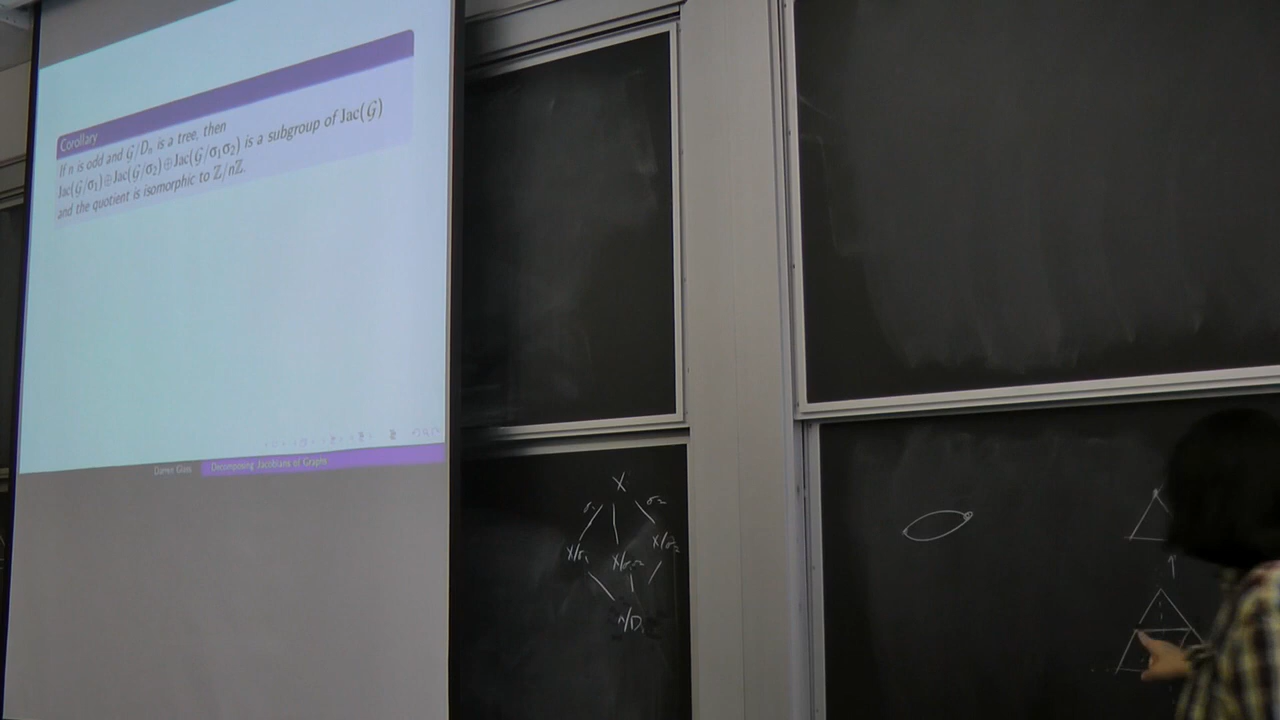 Corollary
If n is odd and G/Dₙ is a tree, then
Jac(G/σ₁)⊕Jac(G/σ₂)⊕Jac(G/σ₁σ₂) is a subgroup of Jac(G)
and the quotient is isomorphic to ℤ/nℤ.
Darren Glass Decomposing Jacobians of Graphs
X
σ₁ σ₂
X/σ₁ X/σ₁σ₂ X/σ₂